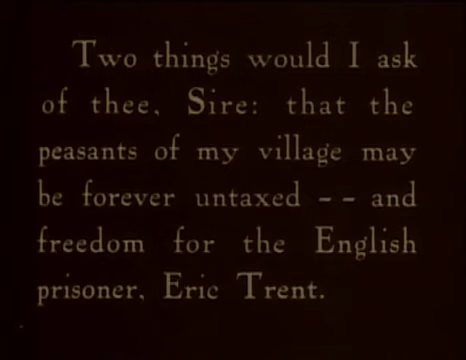 Two things would I ask
of thee, Sire: that the
peasants of my village may
be forever untaxed -- and
freedom for the English
prisoner, Eric Trent.